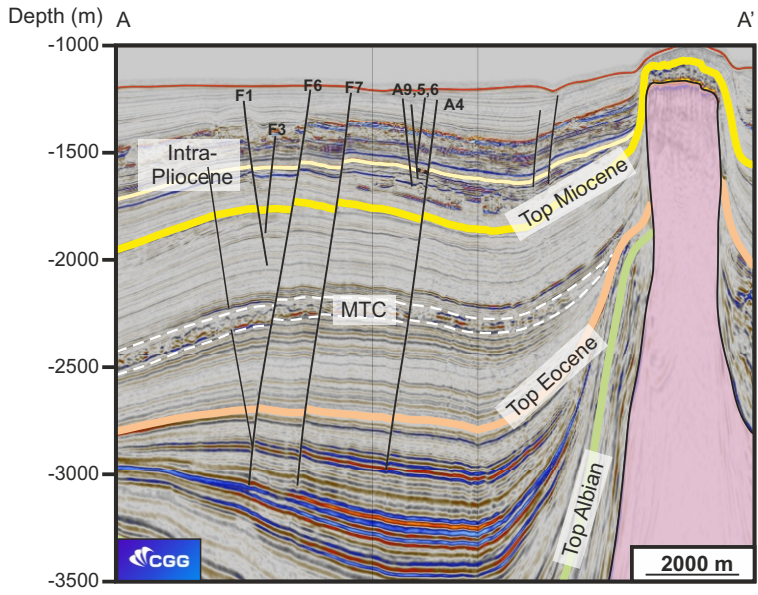 Depth (m) A A'
-1000
-1500
-2000
-2500
-3000
-3500
F1
F3
F6
F7
A9,5,6
A4
Intra-
Pliocene
Top Miocene
MTC
Top Eocene
Top Albian
CGG
2000 m